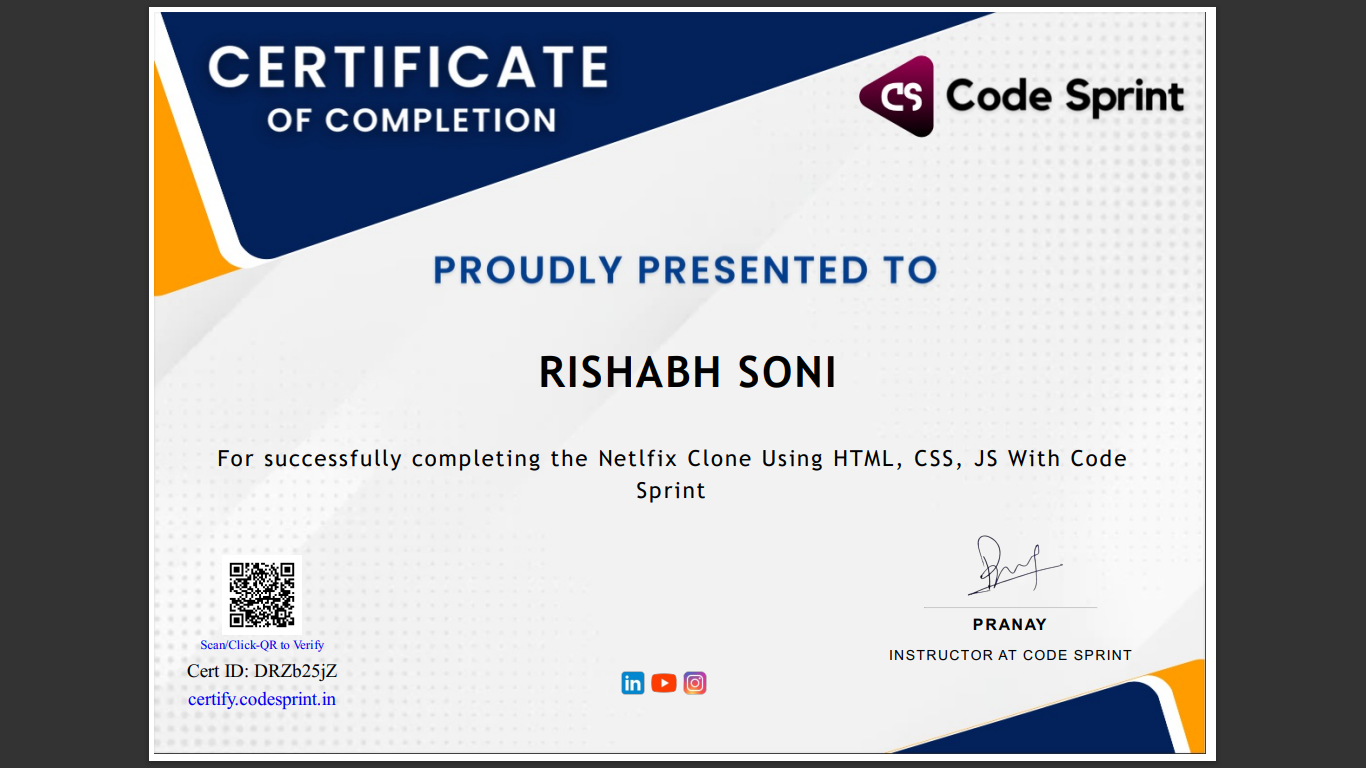 CERTIFICATE
OF COMPLETION
CS Code Sprint
PROUDLY PRESENTED TO
RISHABH SONI
For successfully completing the Netlfix Clone Using HTML, CSS, JS With Code
Sprint
Scan/Click-QR to Verify
Cert ID: DRZb25jZ
certify.codesprint.in
in
PRANAY
INSTRUCTOR AT CODE SPRINT